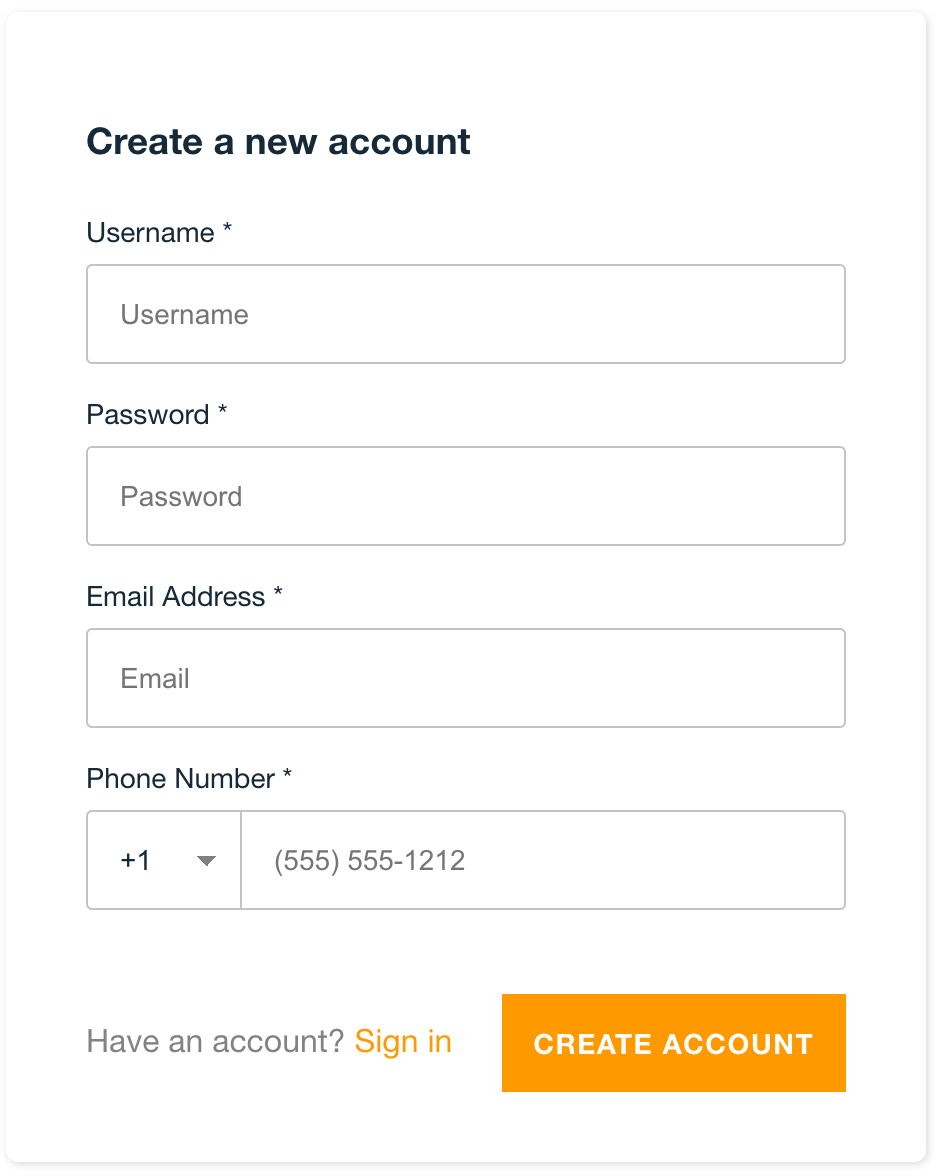 Create a new account
Username *
Username
Password *
Password
Email Address *
Email
Phone Number *
+1 (555) 555-1212
Have an account? Sign in CREATE ACCOUNT